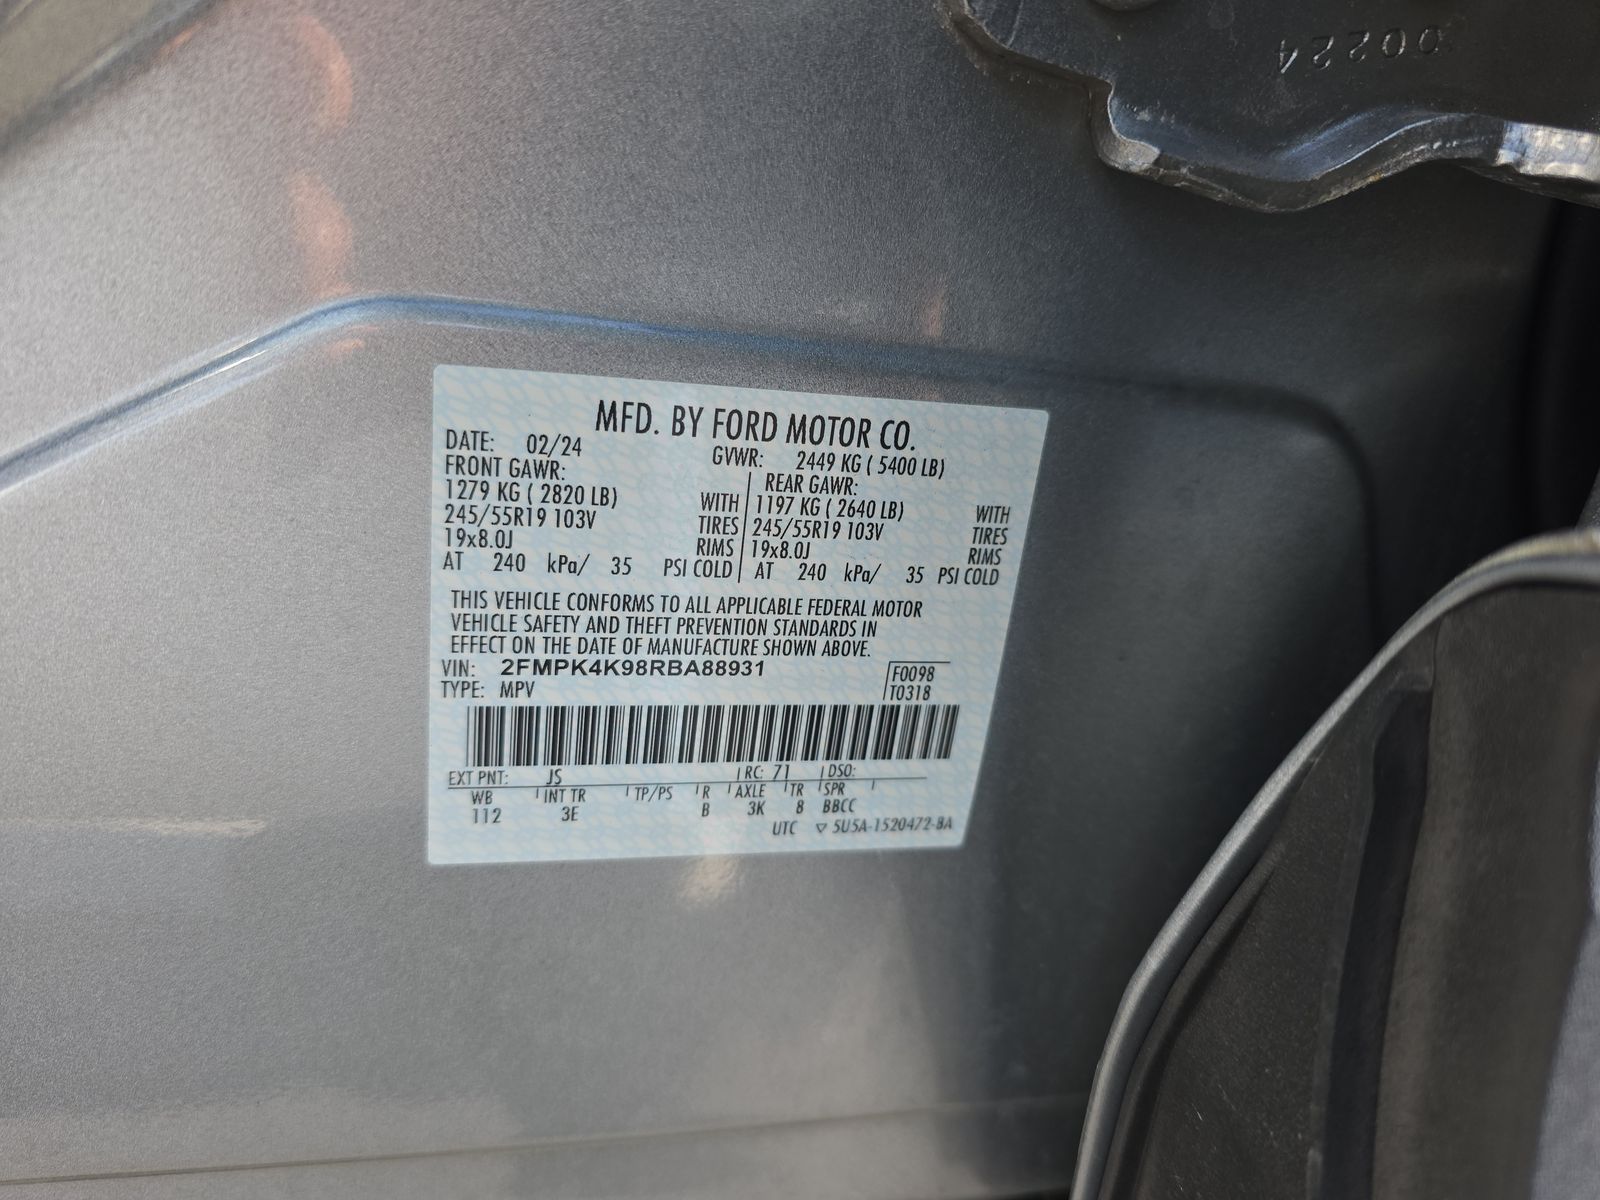 00224
MFD. BY FORD MOTOR CO.
DATE: 02/24 GVWR: 2449 KG ( 5400 LB)
FRONT GAWR: REAR GAWR:
1279 KG ( 2820 LB) WITH 1197 KG ( 2640 LB) WITH
245/55R19 103V TIRES 245/55R19 103V TIRES
19x8.0J RIMS 19x8.0J RIMS
AT 240 kPa/ 35 PSI COLD AT 240 kPa/ 35 PSI COLD
THIS VEHICLE CONFORMS TO ALL APPLICABLE FEDERAL MOTOR
VEHICLE SAFETY AND THEFT PREVENTION STANDARDS IN
EFFECT ON THE DATE OF MANUFACTURE SHOWN ABOVE.
VIN: 2FMPK4K98RBA88931 F0098
TYPE: MPV T0318
EXT PNT: JS RC: 71 DSO:
WB INT TR TP/PS R AXLE TR SPR
112 3E B 3K 8 BBCC
UTC ▽ 5U5A-1520472-BA